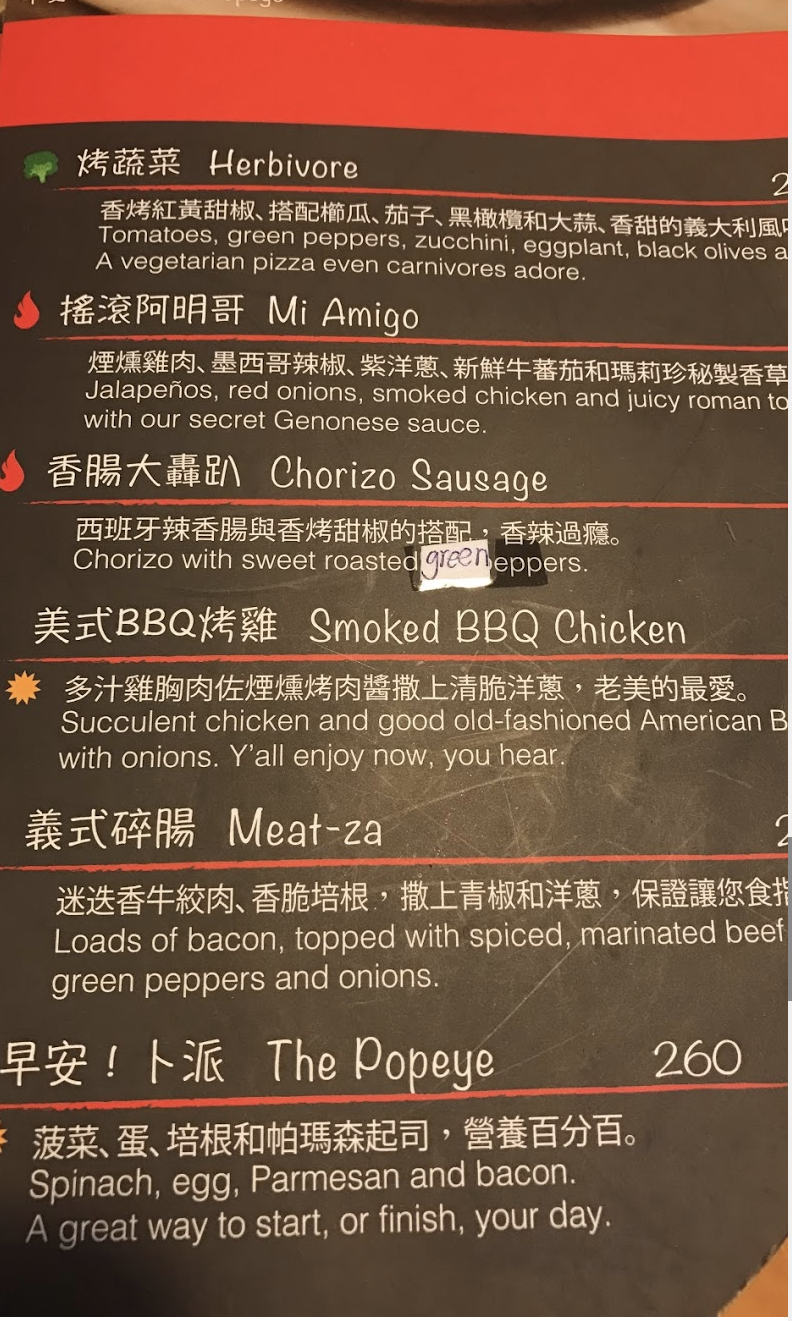 烤蔬菜 Herbivore
香烤紅黃甜椒、搭配櫛瓜、茄子、黑橄欖和大蒜、香甜的義大利風
Tomatoes, green peppers, zucchini, eggplant, black olives a
A vegetarian pizza even carnivores adore.
搖滾阿明哥 Mi Amigo
煙燻雞肉、墨西哥辣椒、紫洋蔥、新鮮牛蕃茄和瑪莉珍秘製香草
Jalapeños, red onions, smoked chicken and juicy roman to
with our secret Genonese sauce.
香腸大轟趴 Chorizo Sausage
西班牙辣香腸與香烤甜椒的搭配，香辣過癮。
Chorizo with sweet roasted green eppers.
美式BBQ烤雞 Smoked BBQ Chicken
多汁雞胸肉佐煙燻烤肉醬撒上清脆洋蔥，老美的最愛。
Succulent chicken and good old-fashioned American B
with onions. Y'all enjoy now, you hear.
義式碎腸 Meat-za
迷迭香牛絞肉、香脆培根，撒上青椒和洋蔥，保證讓您食指
Loads of bacon, topped with spiced, marinated beef
green peppers and onions.
早安！卜派 The Popeye 260
菠菜、蛋、培根和帕瑪森起司，營養百分百。
Spinach, egg, Parmesan and bacon.
A great way to start, or finish, your day.